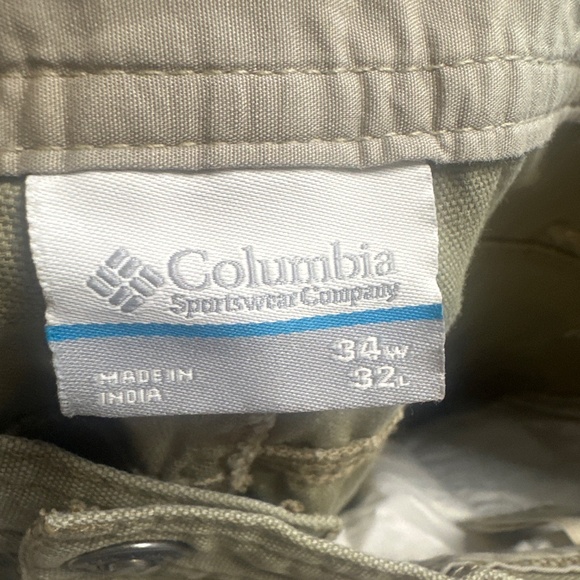 Columbia
Sportswear Company
34W
32L
MADE IN
INDIA